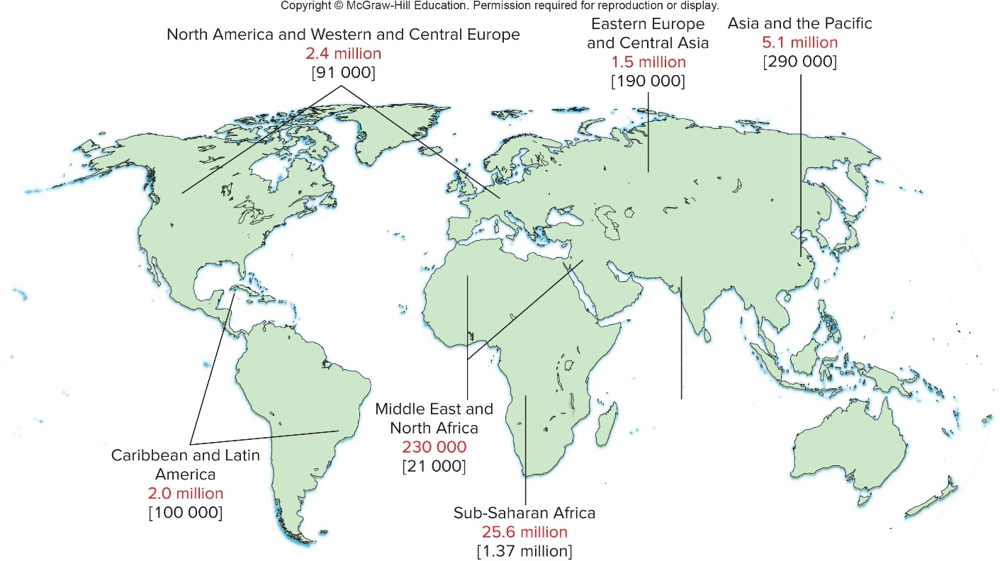 Copyright © McGraw-Hill Education. Permission required for reproduction or display.
North America and Western and Central Europe
2.4 million
[91 000]
Eastern Europe
and Central Asia
1.5 million
[190 000]
Asia and the Pacific
5.1 million
[290 000]
Caribbean and Latin
America
2.0 million
[100 000]
Middle East and
North Africa
230 000
[21 000]
Sub-Saharan Africa
25.6 million
[1.37 million]